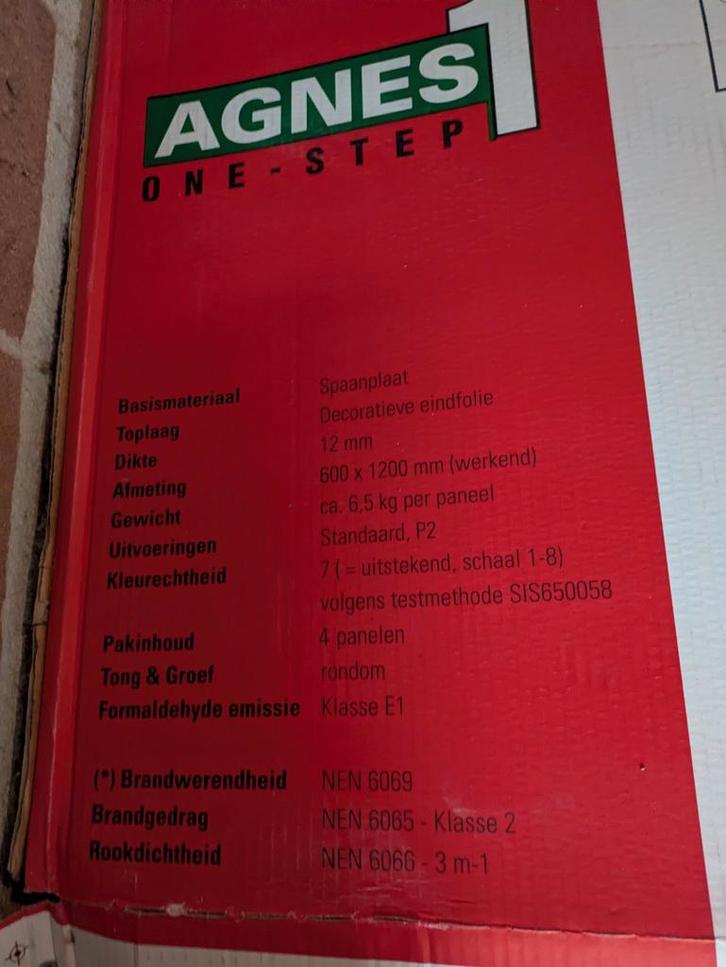 AGNES 1
ONE-STEP
Basismateriaal Spaanplaat
Toplaag Decoratieve eindfolie
Dikte 12 mm
Afmeting 600 x 1200 mm (werkend)
Gewicht ca. 6,5 kg per paneel
Uitvoeringen Standaard, P2
Kleurechtheid 7 ( = uitstekend, schaal 1-8)
volgens testmethode SIS650058
Pakinhoud 4 panelen
Tong & Groef rondom
Formaldehyde emissie Klasse E1
(*) Brandwerendheid NEN 6069
Brandgedrag NEN 6065 - Klasse 2
Rookdichtheid NEN 6066 - 3 m-1